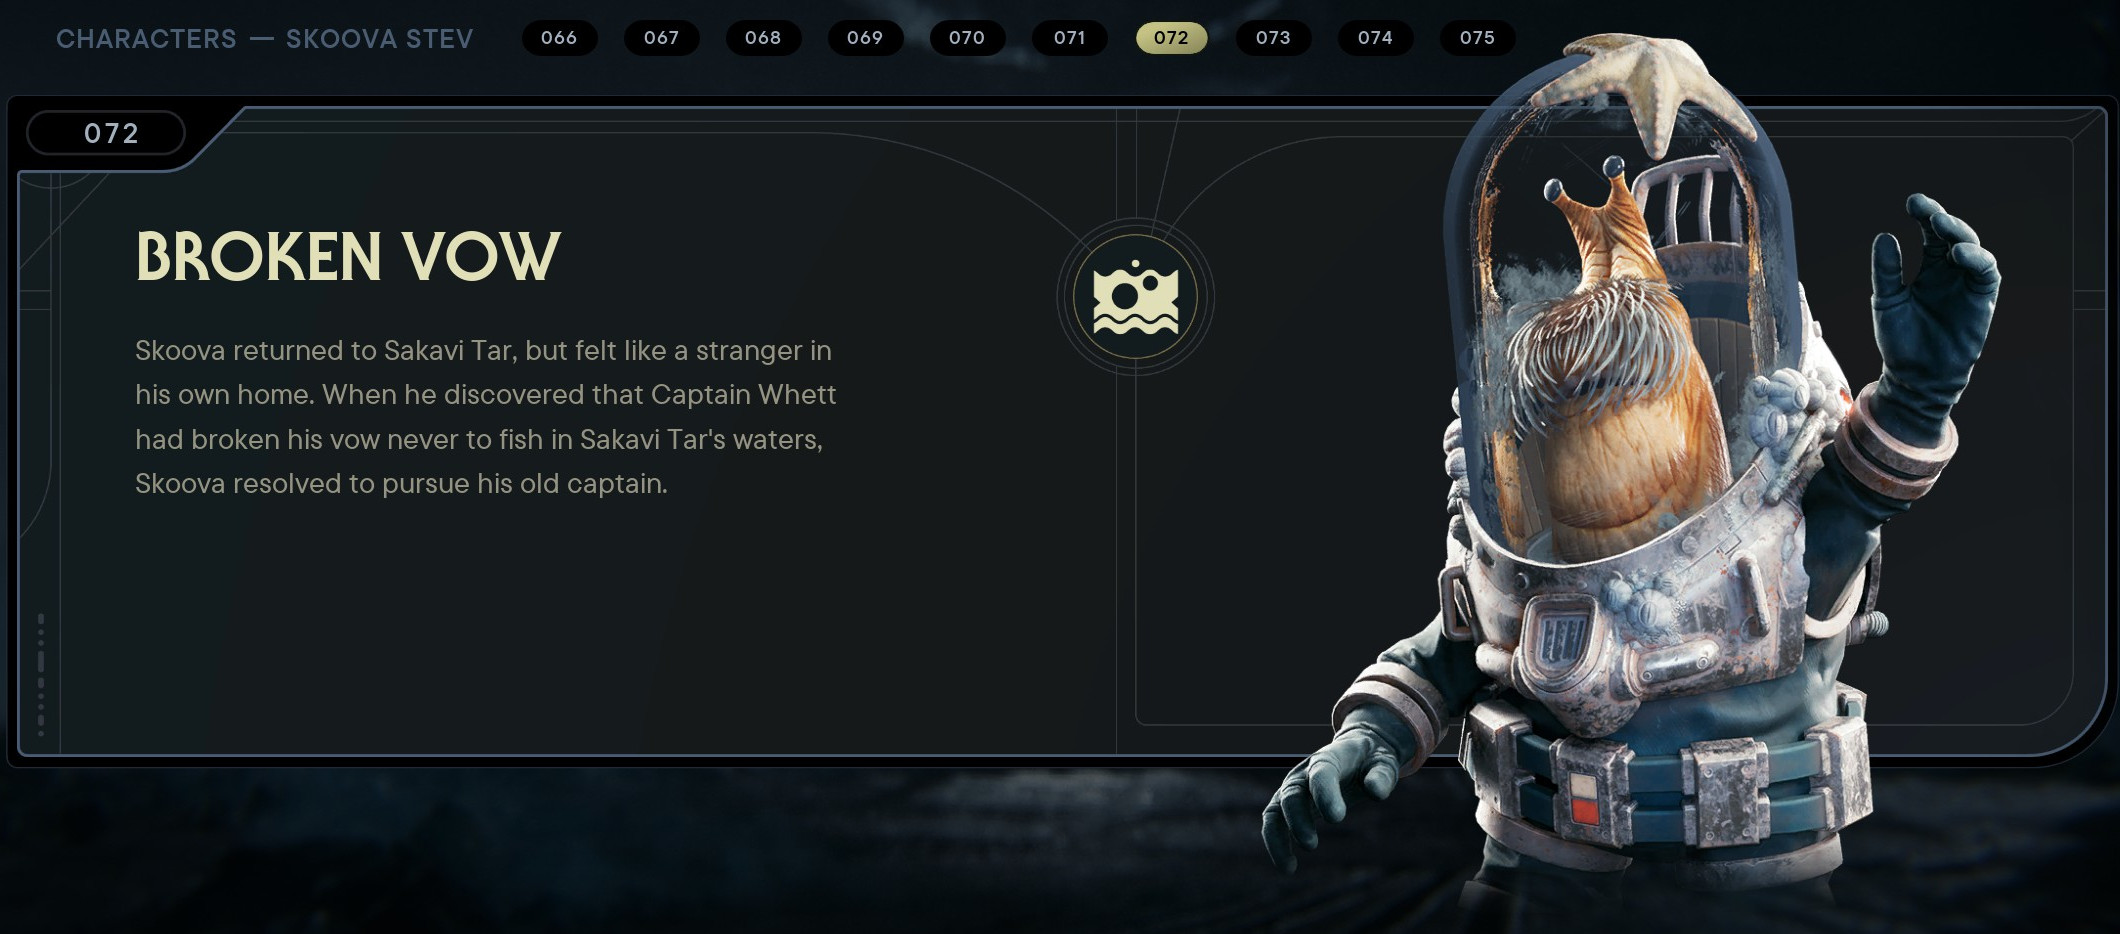 CHARACTERS — SKOOVA STEV
066 067 068 069 070 071 072 073 074 075
072
BROKEN VOW
Skoova returned to Sakavi Tar, but felt like a stranger in
his own home. When he discovered that Captain Whett
had broken his vow never to fish in Sakavi Tar's waters,
Skoova resolved to pursue his old captain.